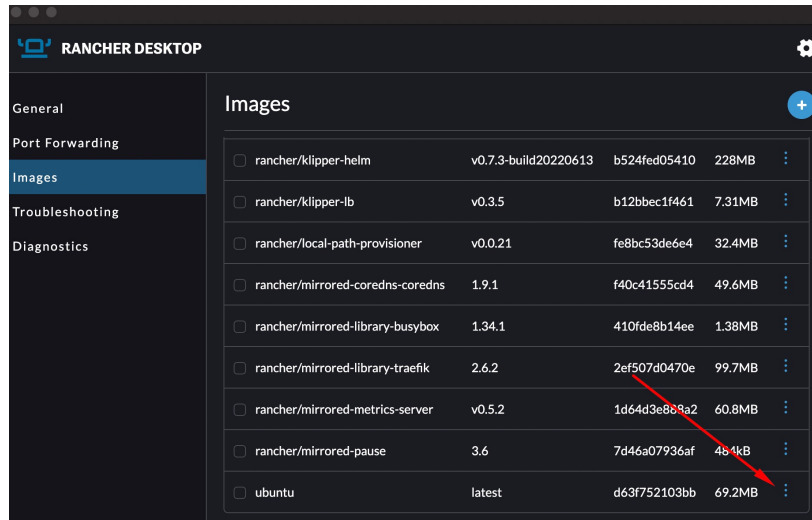 RANCHER DESKTOP
General
Port Forwarding
Images
Troubleshooting
Diagnostics
Images
rancher/klipper-helm v0.7.3-build20220613 b524fed05410 228MB
rancher/klipper-lb v0.3.5 b12bbec1f461 7.31MB
rancher/local-path-provisioner v0.0.21 fe8bc53de6e4 32.4MB
rancher/mirrored-coredns-coredns 1.9.1 f40c41555cd4 49.6MB
rancher/mirrored-library-busybox 1.34.1 410fde8b14ee 1.38MB
rancher/mirrored-library-traefik 2.6.2 2ef507d0470e 99.7MB
rancher/mirrored-metrics-server v0.5.2 1d64d3e888a2 60.8MB
rancher/mirrored-pause 3.6 7d46a07936af 484kB
ubuntu latest d63f752103bb 69.2MB